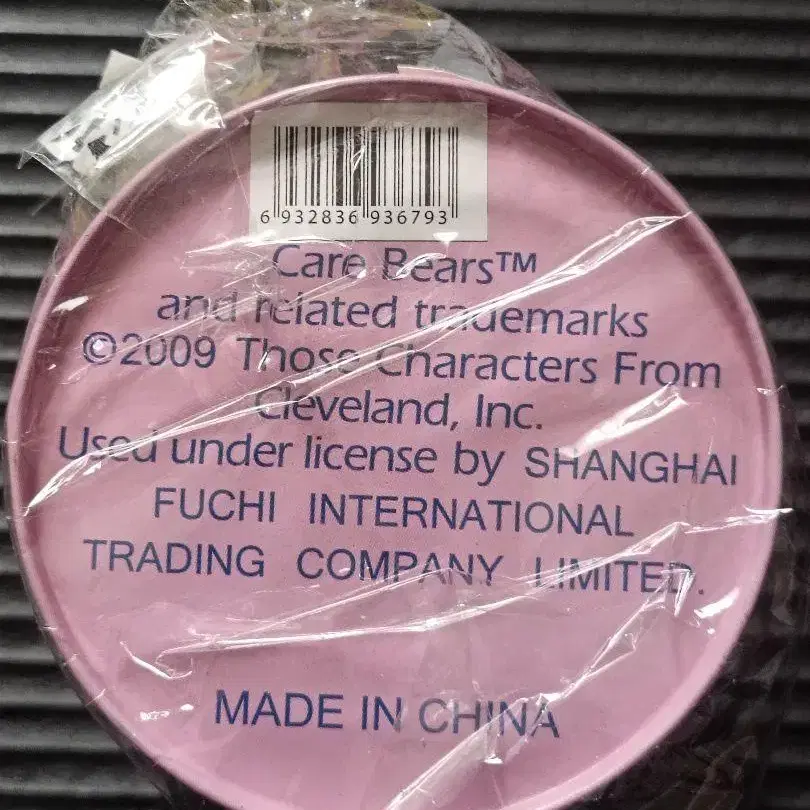 6 932836 936793
Care Bears™
and related trademarks
©2009 Those Characters From
Cleveland, Inc.
Used under license by SHANGHAI
FUCHI INTERNATIONAL
TRADING COMPANY LIMITED.
MADE IN CHINA